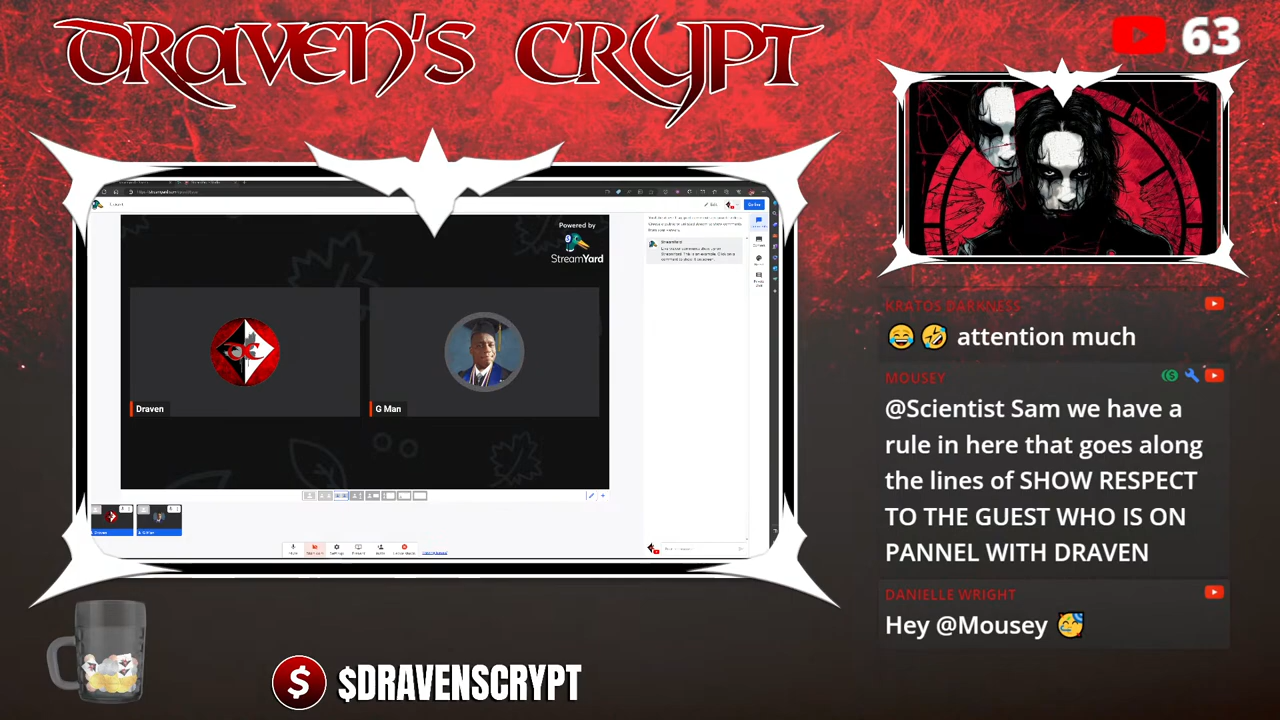 DRAVEN'S CRYPT
63
Powered by
StreamYard
Draven
G Man
KRATOS DARKNESS
😂 🤣 attention much
MOUSEY
@Scientist Sam we have a
rule in here that goes along
the lines of SHOW RESPECT
TO THE GUEST WHO IS ON
PANNEL WITH DRAVEN
DANIELLE WRIGHT
Hey @Mousey 🥳
$ $DRAVENSCRYPT